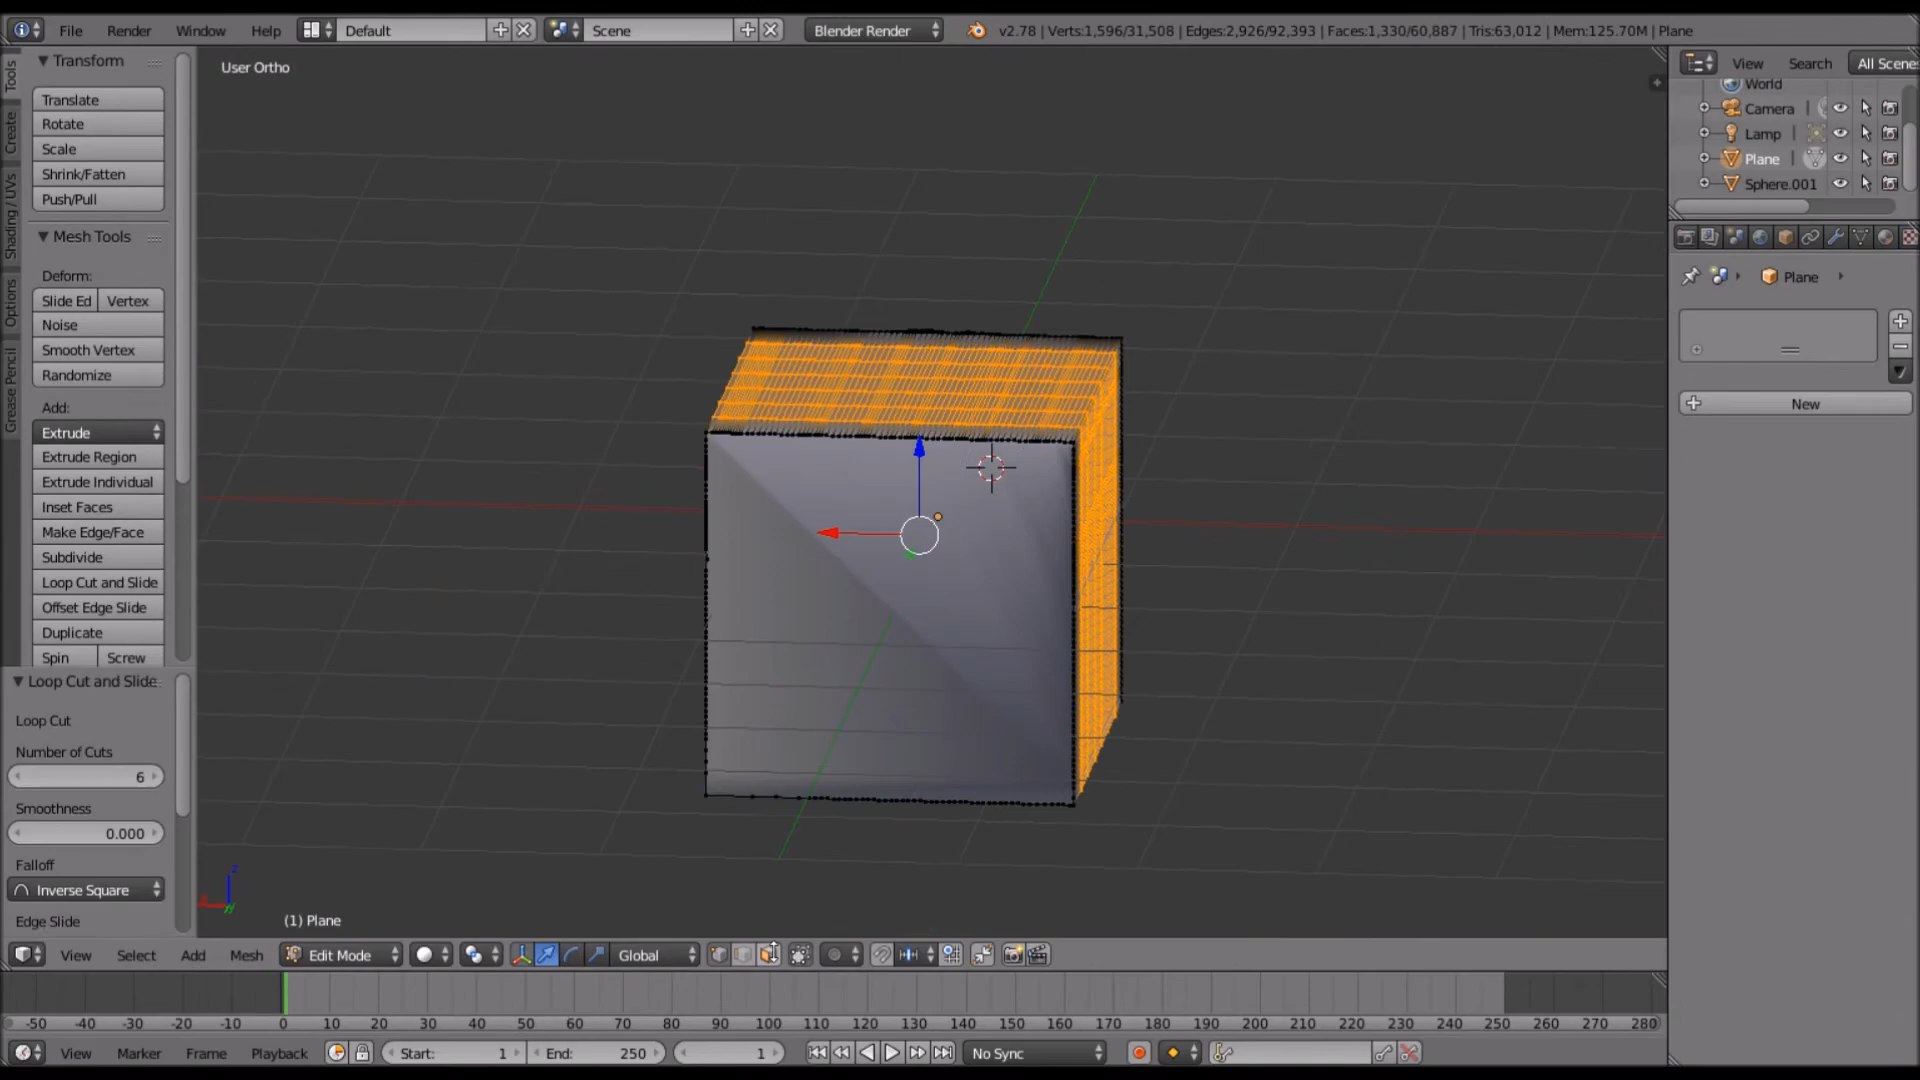 File Render Window Help Default Scene Blender Render v2.78 | Verts:1,596/31,508 | Edges:2,926/92,393 | Faces:1,330/60,887 | Tris:63,012 | Mem:125.70M | Plane
Tools
Create
Shading / UVs
Options
Grease Pencil
Transform
Translate
Rotate
Scale
Shrink/Fatten
Push/Pull
Mesh Tools
Deform:
Slide Ed Vertex
Noise
Smooth Vertex
Randomize
Add:
Extrude
Extrude Region
Extrude Individual
Inset Faces
Make Edge/Face
Subdivide
Loop Cut and Slide
Offset Edge Slide
Duplicate
Spin Screw
Loop Cut and Slide
Loop Cut
Number of Cuts
6
Smoothness
0.000
Falloff
Inverse Square
Edge Slide
User Ortho
z
(1) Plane
View Search All Scene
World
Camera
Lamp
Plane
Sphere.001
Plane
New
View Select Add Mesh Edit Mode Global
-50 -40 -30 -20 -10 0 10 20 30 40 50 60 70 80 90 100 110 120 130 140 150 160 170 180 190 200 210 220 230 240 250 260 270 280
View Marker Frame Playback Start: 1 End: 250 1 No Sync